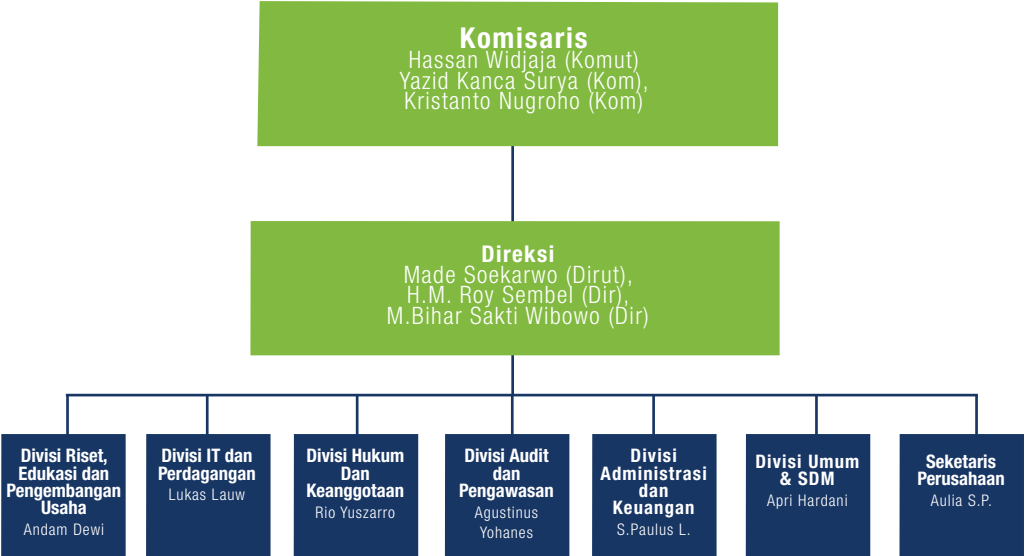 Komisaris
Hassan Widjaja (Komut)
Yazid Kanca Surya (Kom),
Kristanto Nugroho (Kom)
Direksi
Made Soekarwo (Dirut),
H.M. Roy Sembel (Dir),
M.Bihar Sakti Wibowo (Dir)
Divisi Riset,
Edukasi dan
Pengembangan
Usaha
Andam Dewi
Divisi IT dan
Perdagangan
Lukas Lauw
Divisi Hukum
Dan
Keanggotaan
Rio Yuszarro
Divisi Audit
dan
Pengawasan
Agustinus
Yohanes
Divisi
Administrasi
dan
Keuangan
S.Paulus L.
Divisi Umum
& SDM
Apri Hardani
Seketaris
Perusahaan
Aulia S.P.